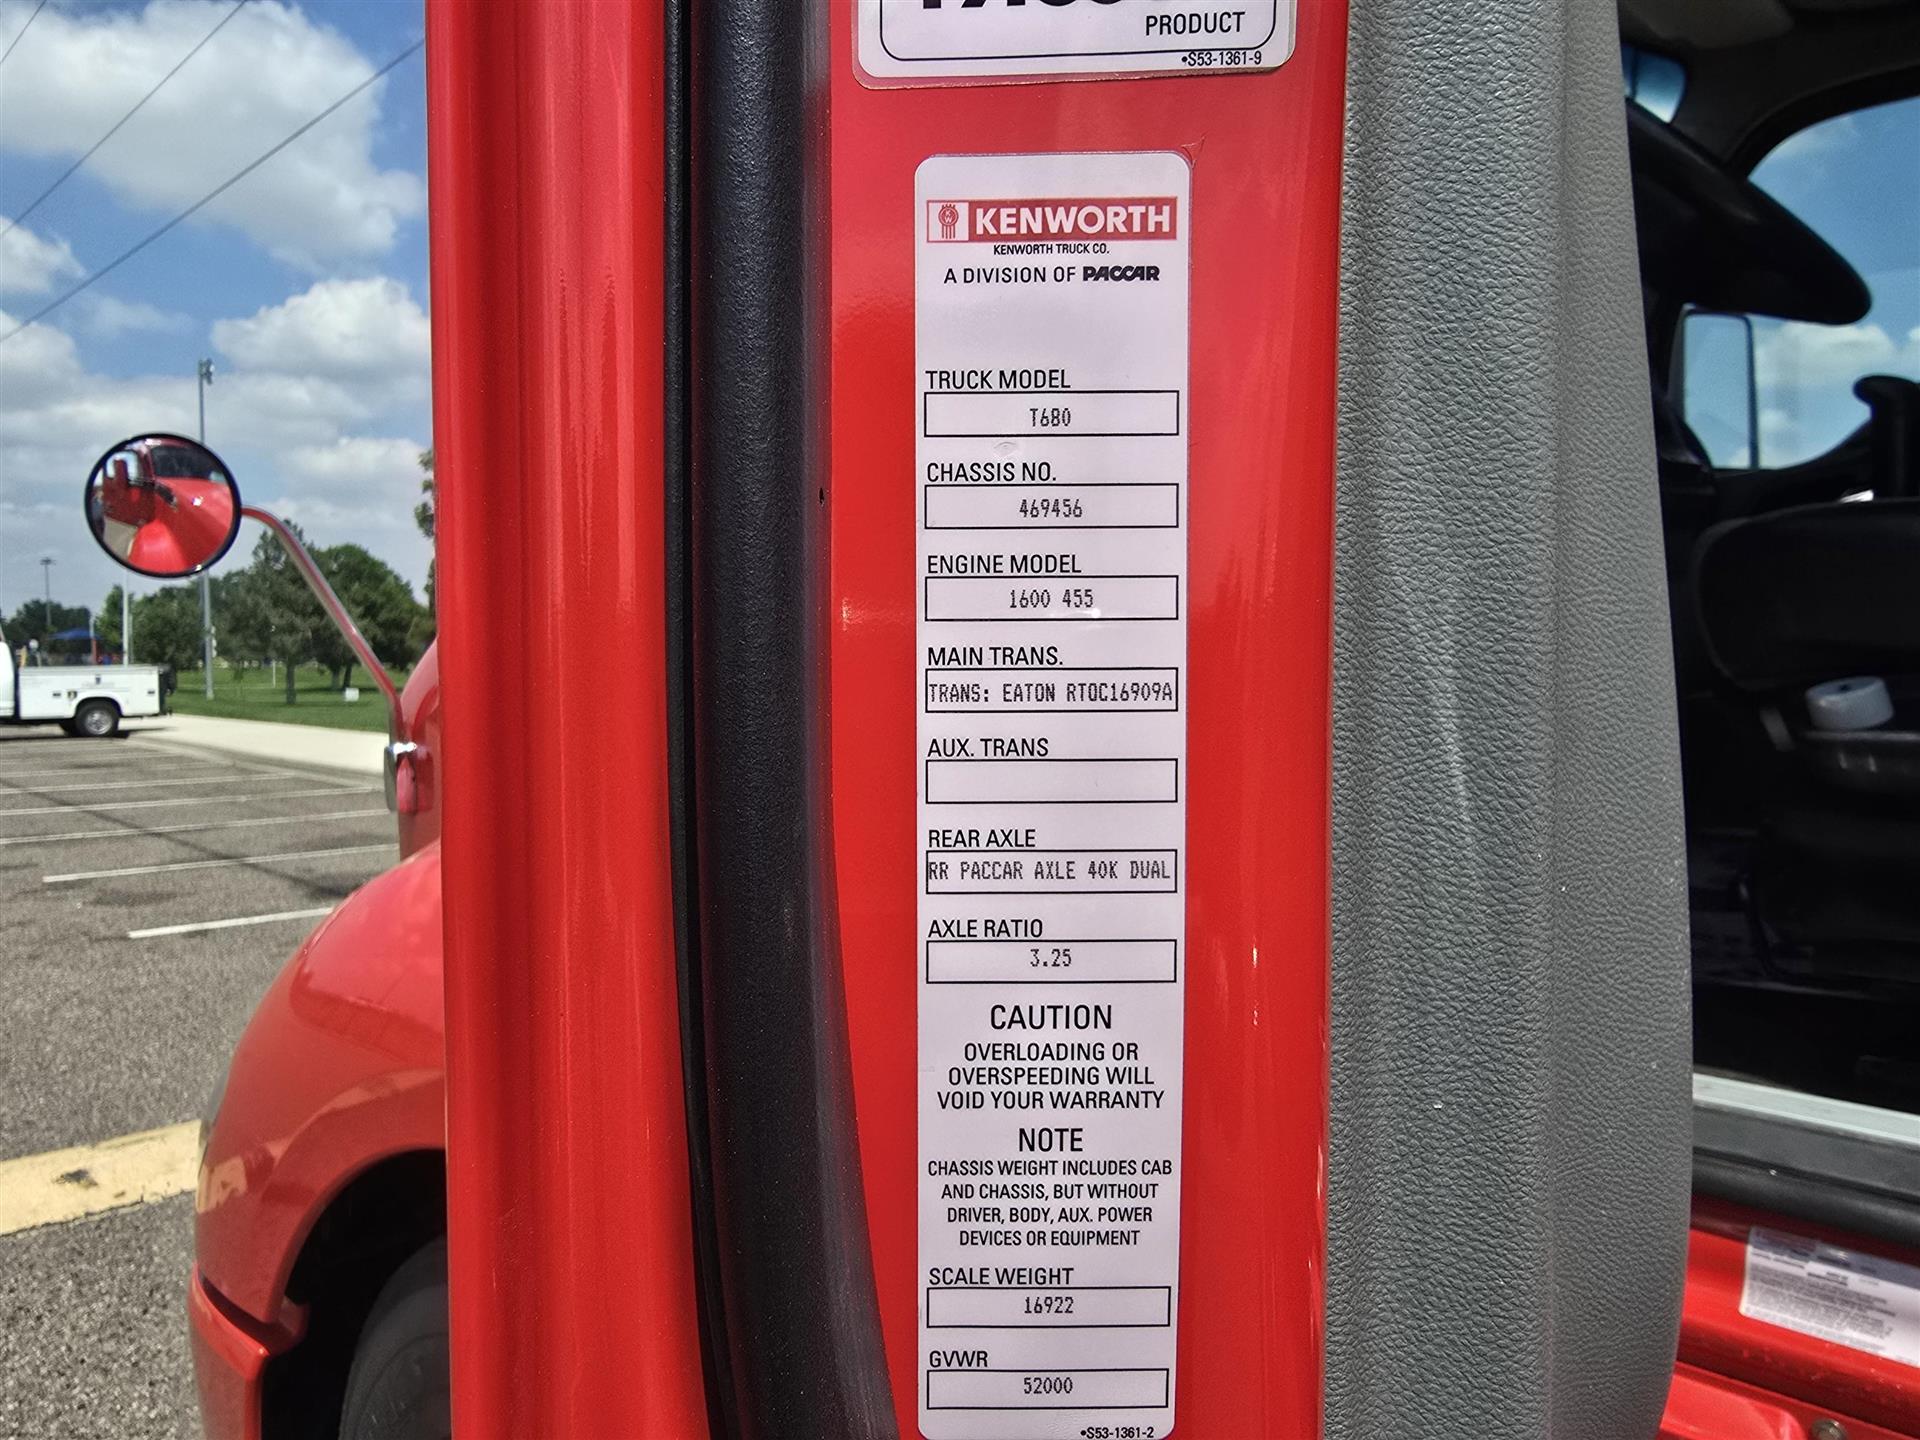 PRODUCT
•S53-1361-9
KENWORTH
KENWORTH TRUCK CO.
A DIVISION OF PACCAR
TRUCK MODEL
T680
CHASSIS NO.
469456
ENGINE MODEL
1600 455
MAIN TRANS.
TRANS: EATON RTOC16909A
AUX. TRANS
REAR AXLE
RR PACCAR AXLE 40K DUAL
AXLE RATIO
3.25
CAUTION
OVERLOADING OR
OVERSPEEDING WILL
VOID YOUR WARRANTY
NOTE
CHASSIS WEIGHT INCLUDES CAB
AND CHASSIS, BUT WITHOUT
DRIVER, BODY, AUX. POWER
DEVICES OR EQUIPMENT
SCALE WEIGHT
16922
GVWR
52000
•S53-1361-2